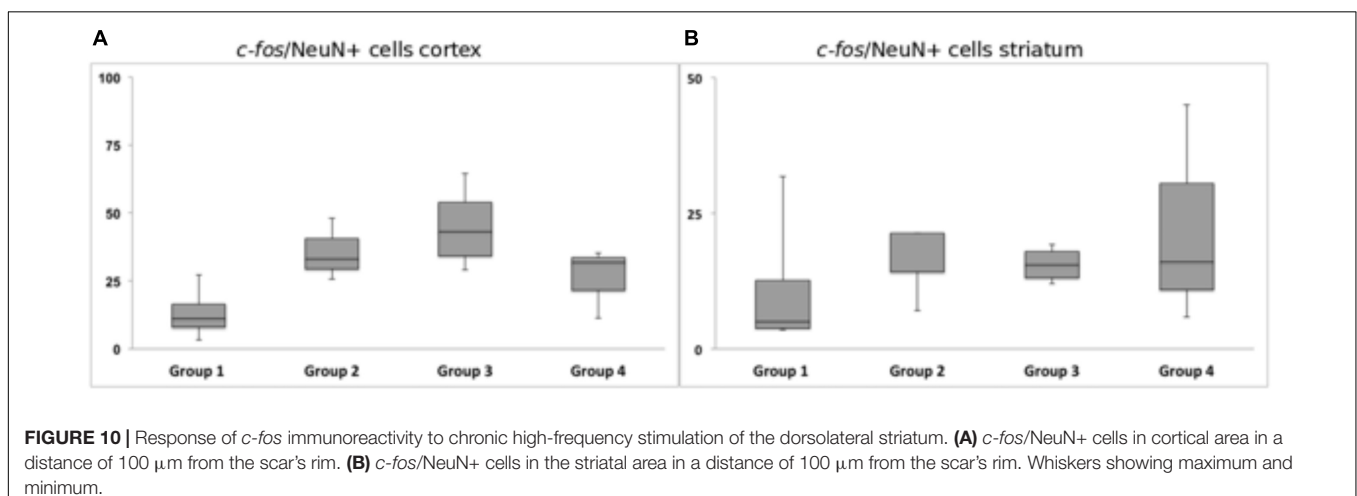 A
c-fos/NeuN+ cells cortex
100
75
50
25
0
Group 1 Group 2 Group 3 Group 4
B
c-fos/NeuN+ cells striatum
50
25
0
Group 1 Group 2 Group 3 Group 4
FIGURE 10 | Response of c-fos immunoreactivity to chronic high-frequency stimulation of the dorsolateral striatum. (A) c-fos/NeuN+ cells in cortical area in a
distance of 100 μm from the scar's rim. (B) c-fos/NeuN+ cells in the striatal area in a distance of 100 μm from the scar's rim. Whiskers showing maximum and
minimum.